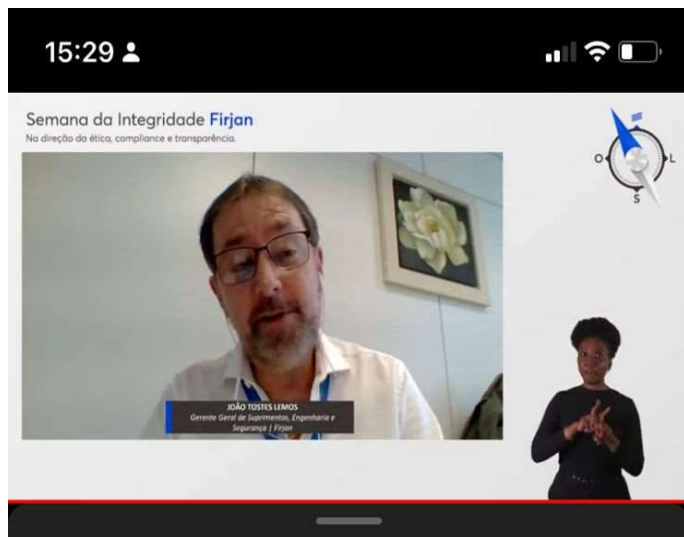 15:29
Semana da Integridade Firjan
Na direção da ética, compliance e transparência.
O
L
S
JOÃO TOSTES LEMOS
Gerente Geral de Suprimentos, Engenharia e
Segurança | Firjan